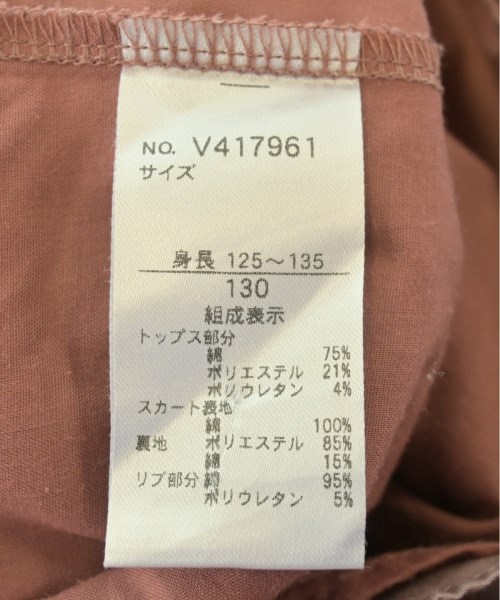 NO. V417961
サイズ
身長 125～135
130
組成表示
トップス部分
綿 75%
ポリエステル 21%
ポリウレタン 4%
スカート表地
綿 100%
裏地 ポリエステル 85%
綿 15%
リブ部分 綿 95%
ポリウレタン 5%